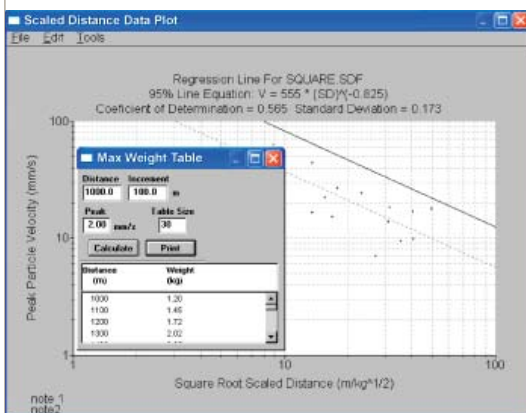 Scaled Distance Data Plot
File Edit Tools
Regression Line For SQUARE.SDF
95% Line Equation: V = 555 * (SD)^(-0.825)
Coeficient of Determination = 0.565 Standard Deviation = 0.173
100
10
1
Peak Particle Velocity (mm/s)
Max Weight Table
Distance Increment
1000.0 100.0 m
Peak Table Size
2.00 mm/s 30
Calculate Print
Distance Weight
(m) (kg)
1000 1.20
1100 1.45
1200 1.72
1300 2.02
1 10 100
Square Root Scaled Distance (m/kg^1/2)
note 1
note2